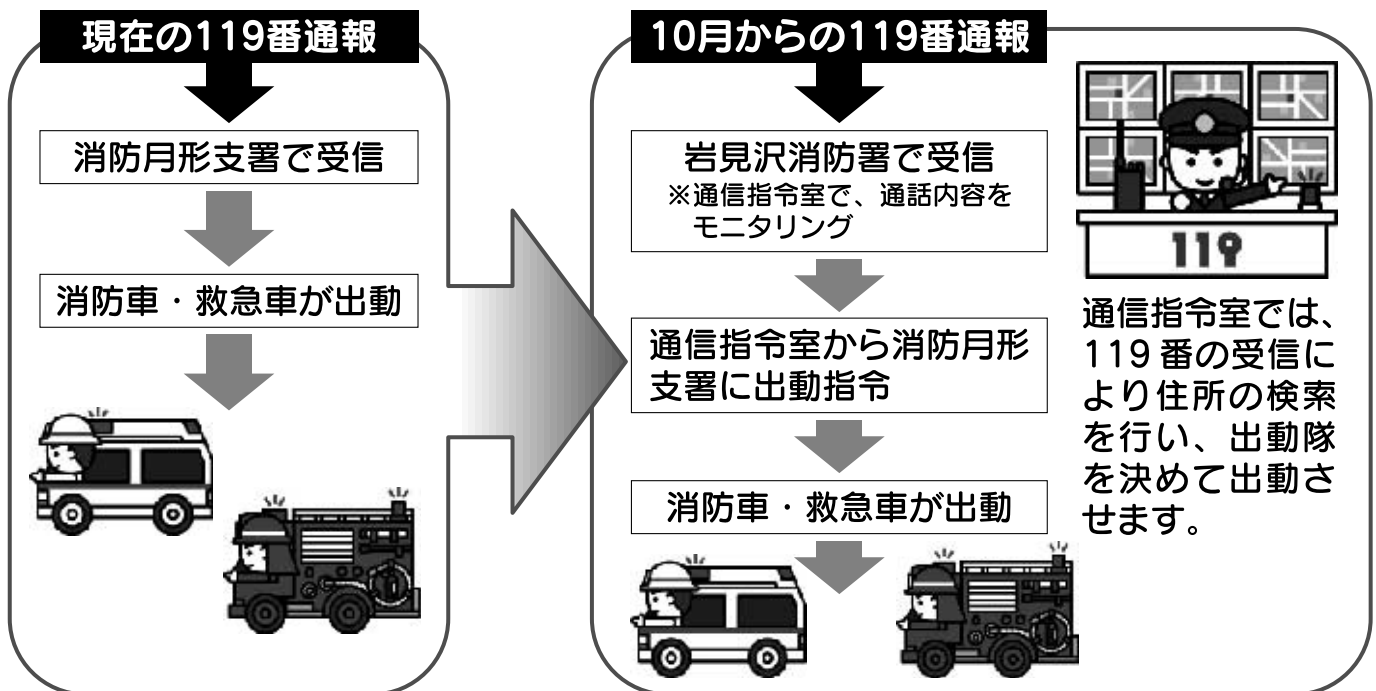 現在の119番通報
消防月形支署で受信
消防車・救急車が出動
10月からの119番通報
岩見沢消防署で受信
※通信指令室で、通話内容を
モニタリング
通信指令室から消防月形
支署に出動指令
消防車・救急車が出動
119
通信指令室では、
119番の受信に
より住所の検索
を行い、出動隊
を決めて出動さ
せます。